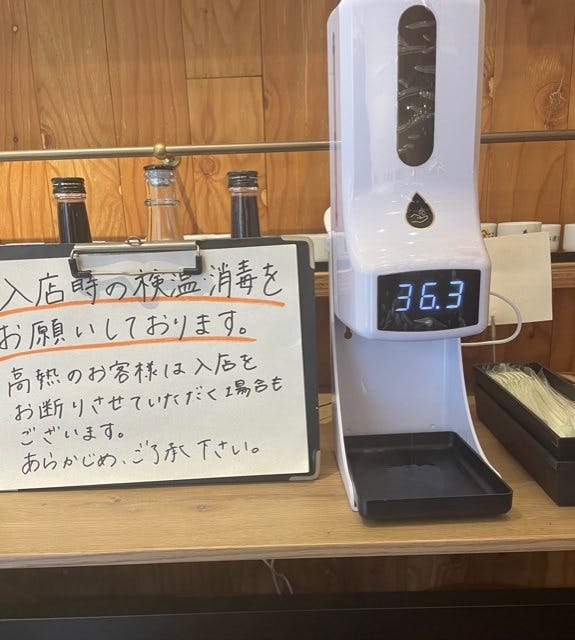 入店時の検温・消毒を
お願いしております。
高熱のお客様は入店を
お断りさせていただく場合も
ございます。
あらかじめ、ご了承下さい。
36.3